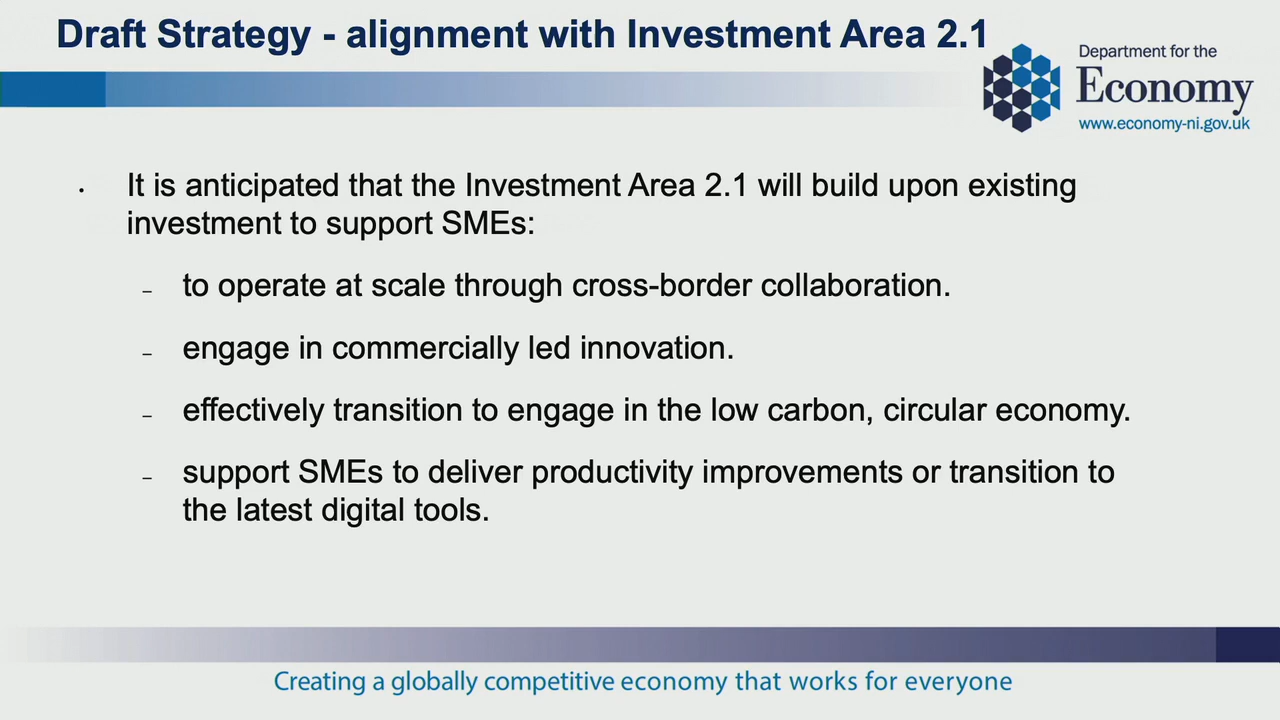 Draft Strategy - alignment with Investment Area 2.1
Department for the
Economy
www.economy-ni.gov.uk
• It is anticipated that the Investment Area 2.1 will build upon existing
investment to support SMEs:
– to operate at scale through cross-border collaboration.
– engage in commercially led innovation.
– effectively transition to engage in the low carbon, circular economy.
– support SMEs to deliver productivity improvements or transition to
the latest digital tools.
Creating a globally competitive economy that works for everyone